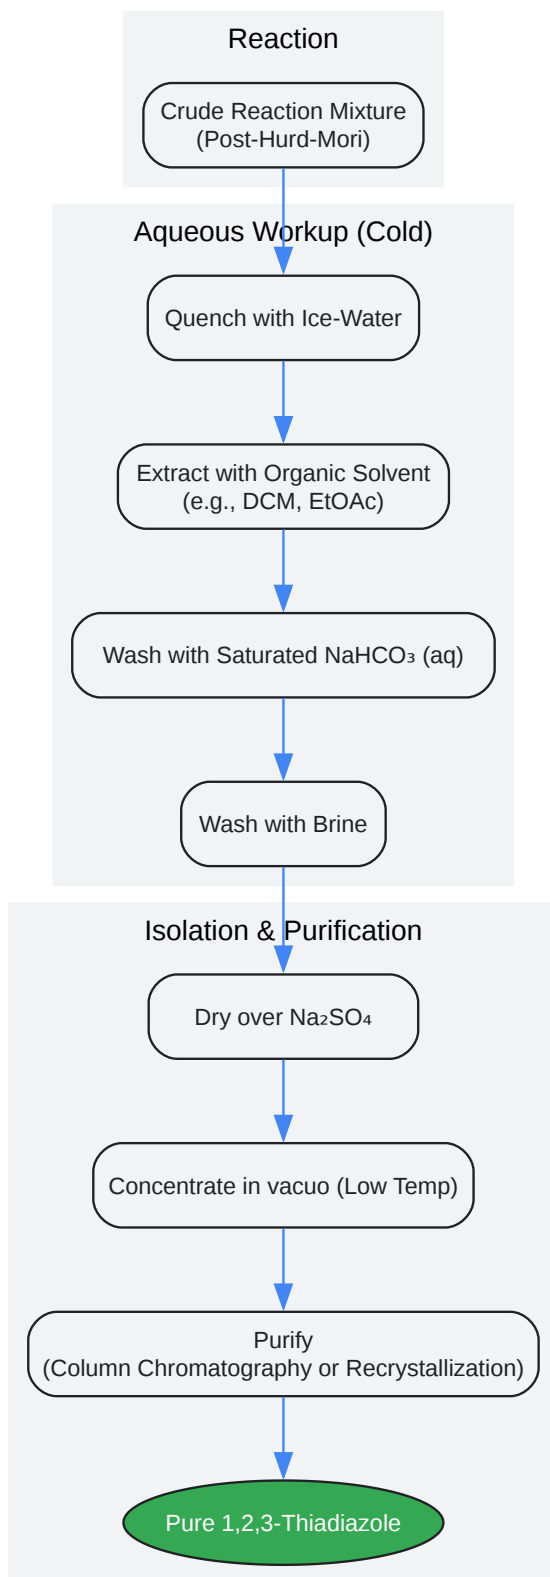 Reaction
Crude Reaction Mixture
(Post-Hurd-Mori)
Aqueous Workup (Cold)
Quench with Ice-Water
Extract with Organic Solvent
(e.g., DCM, EtOAc)
Wash with Saturated NaHCO₃ (aq)
Wash with Brine
Isolation & Purification
Dry over Na₂SO₄
Concentrate in vacuo (Low Temp)
Purify
(Column Chromatography or Recrystallization)
Pure 1,2,3-Thiadiazole